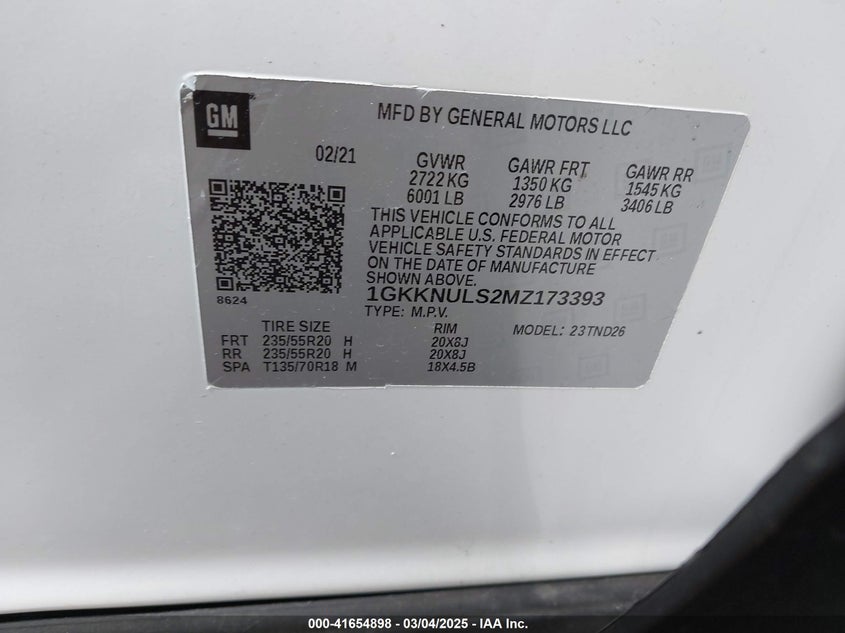 GM
MFD BY GENERAL MOTORS LLC
02/21
GVWR
2722 KG
6001 LB
GAWR FRT
1350 KG
2976 LB
GAWR RR
1545 KG
3406 LB
THIS VEHICLE CONFORMS TO ALL
APPLICABLE U.S. FEDERAL MOTOR
VEHICLE SAFETY STANDARDS IN EFFECT
ON THE DATE OF MANUFACTURE
SHOWN ABOVE.
8624
1GKKNULS2MZ173393
TYPE: M.P.V.
MODEL: 23TND26
TIRE SIZE RIM
FRT 235/55R20 H 20X8J
RR 235/55R20 H 20X8J
SPA T135/70R18 M 18X4.5B
000-41654898 - 03/04/2025 - IAA Inc.